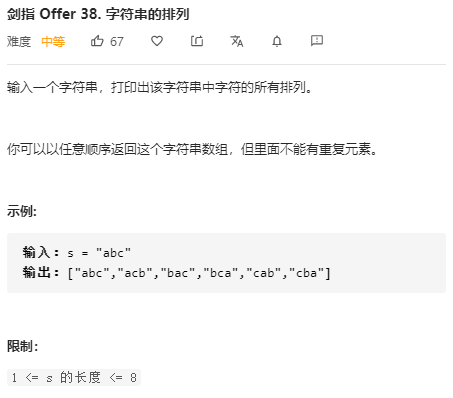 剑指 Offer 38. 字符串的排列
难度 中等 67
输入一个字符串，打印出该字符串中字符的所有排列。
你可以以任意顺序返回这个字符串数组，但里面不能有重复元素。
示例:
输入：s = "abc"
输出：["abc","acb","bac","bca","cab","cba"]
限制：
1 <= s 的长度 <= 8